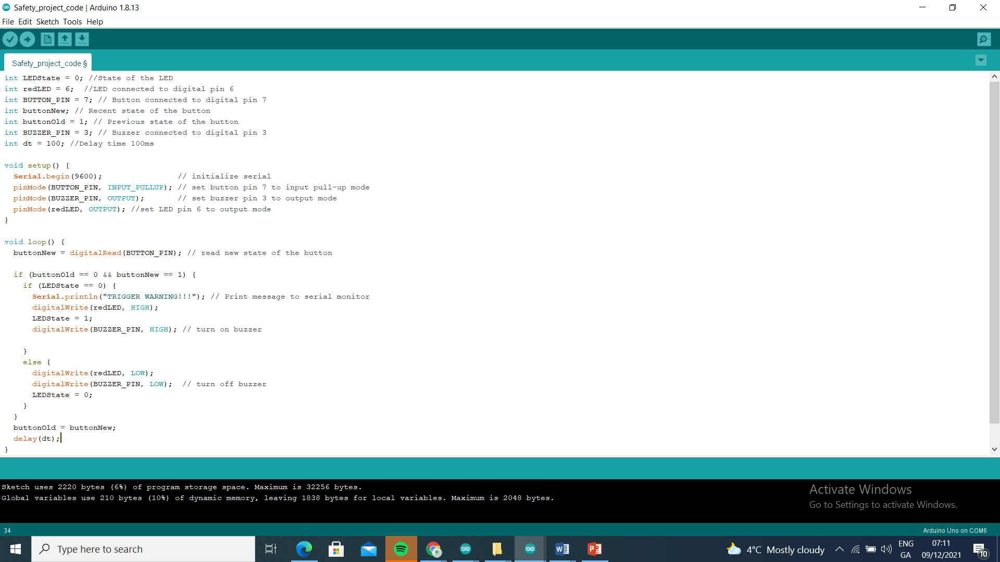 Safety_project_code | Arduino 1.8.13
File Edit Sketch Tools Help
Safety_project_code §
int LEDState = 0; //State of the LED
int redLED = 6;  //LED connected to digital pin 6
int BUTTON_PIN = 7; // Button connected to digital pin 7
int buttonNew; // Recent state of the button
int buttonOld = 1; // Previous state of the button
int BUZZER_PIN = 3; // Buzzer connected to digital pin 3
int dt = 100; //Delay time 100ms
void setup() {
  Serial.begin(9600);                // initialize serial
  pinMode(BUTTON_PIN, INPUT_PULLUP); // set button pin 7 to input pull-up mode
  pinMode(BUZZER_PIN, OUTPUT);       // set buzzer pin 3 to output mode
  pinMode(redLED, OUTPUT); //set LED pin 6 to output mode
}
void loop() {
  buttonNew = digitalRead(BUTTON_PIN); // read new state of the button
  if (buttonOld == 0 && buttonNew == 1) {
    if (LEDState == 0) {
      Serial.println("TRIGGER WARNING!!!"); // Print message to serial monitor
      digitalWrite(redLED, HIGH);
      LEDState = 1;
      digitalWrite(BUZZER_PIN, HIGH); // turn on buzzer
    }
    else {
      digitalWrite(redLED, LOW);
      digitalWrite(BUZZER_PIN, LOW);  // turn off buzzer
      LEDState = 0;
    }
  }
  buttonOld = buttonNew;
  delay(dt);
}
Sketch uses 2220 bytes (6%) of program storage space. Maximum is 32256 bytes.
Global variables use 210 bytes (10%) of dynamic memory, leaving 1838 bytes for local variables. Maximum is 2048 bytes.
Activate Windows
Go to Settings to activate Windows.
34
Arduino Uno on COM6
Type here to search
4°C Mostly cloudy
ENG
GA
07:11
09/12/2021
10